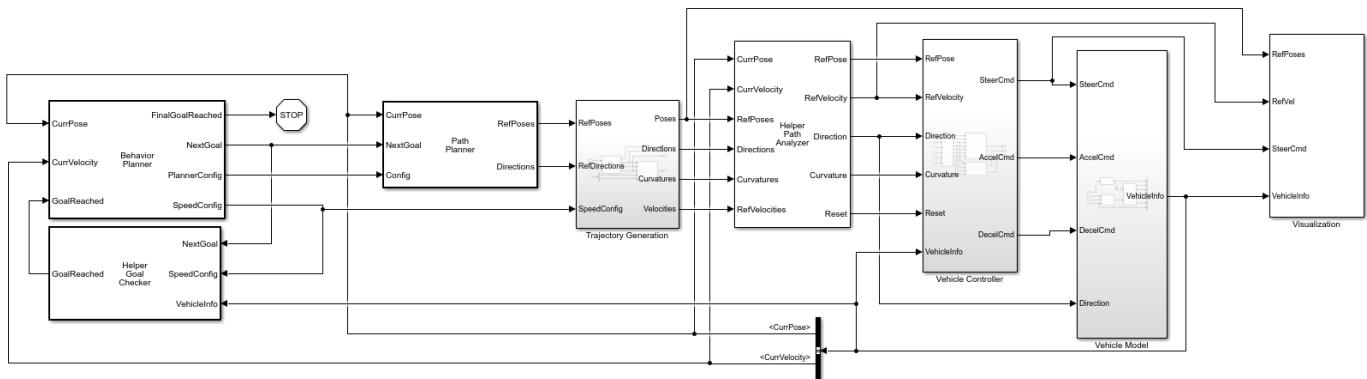 CurrPose
CurrVelocity
GoalReached
Behavior
Planner
FinalGoalReached
NextGoal
PlannerConfig
SpeedConfig
STOP
GoalReached
Helper
Goal
Checker
NextGoal
SpeedConfig
VehicleInfo
CurrPose
NextGoal
Config
Path
Planner
RefPoses
Directions
RefPoses
RefDirections
SpeedConfig
Poses
Directions
Curvatures
Velocities
Trajectory Generation
CurrPose
CurrVelocity
RefPoses
Directions
Curvatures
RefVelocities
Helper
Path
Analyzer
RefPose
RefVelocity
Direction
Curvature
Reset
<CurrPose>
<CurrVelocity>
RefPose
RefVelocity
Direction
Curvature
Reset
VehicleInfo
SteerCmd
AccelCmd
DecelCmd
Vehicle Controller
SteerCmd
AccelCmd
DecelCmd
Direction
VehicleInfo
Vehicle Model
RefPoses
RefVel
SteerCmd
VehicleInfo
Visualization